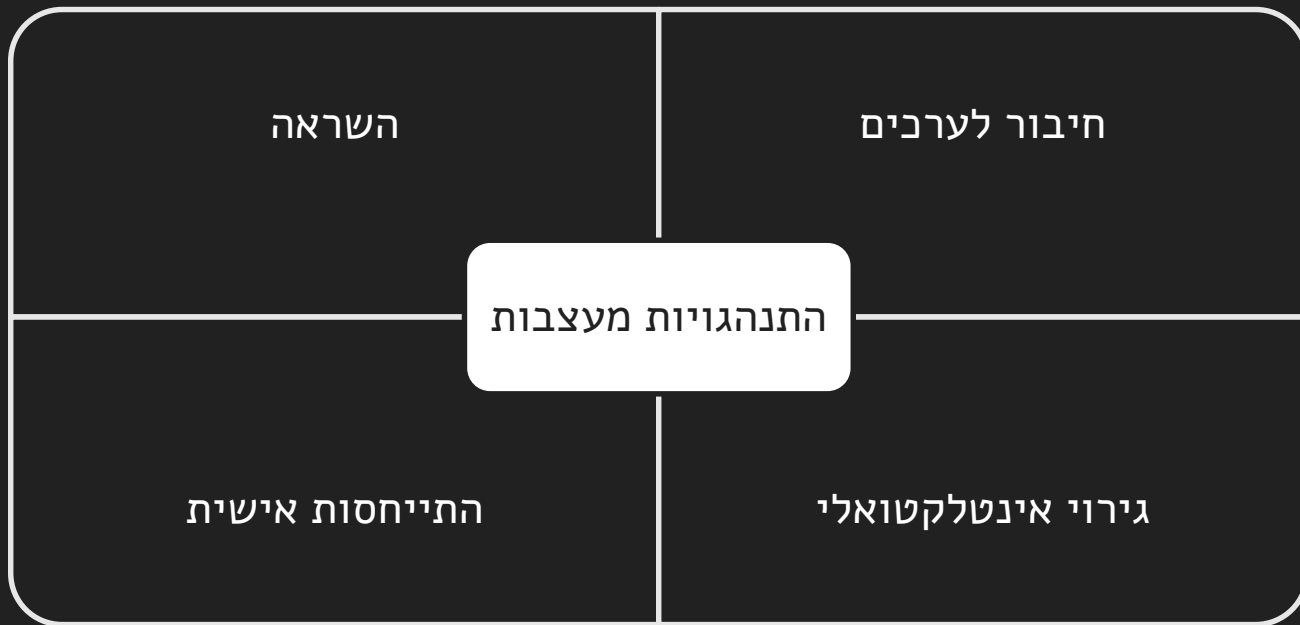 חיבור לערכים
השראה
התנהגויות מעצבות
גירוי אינטלקטואלי
התייחסות אישית